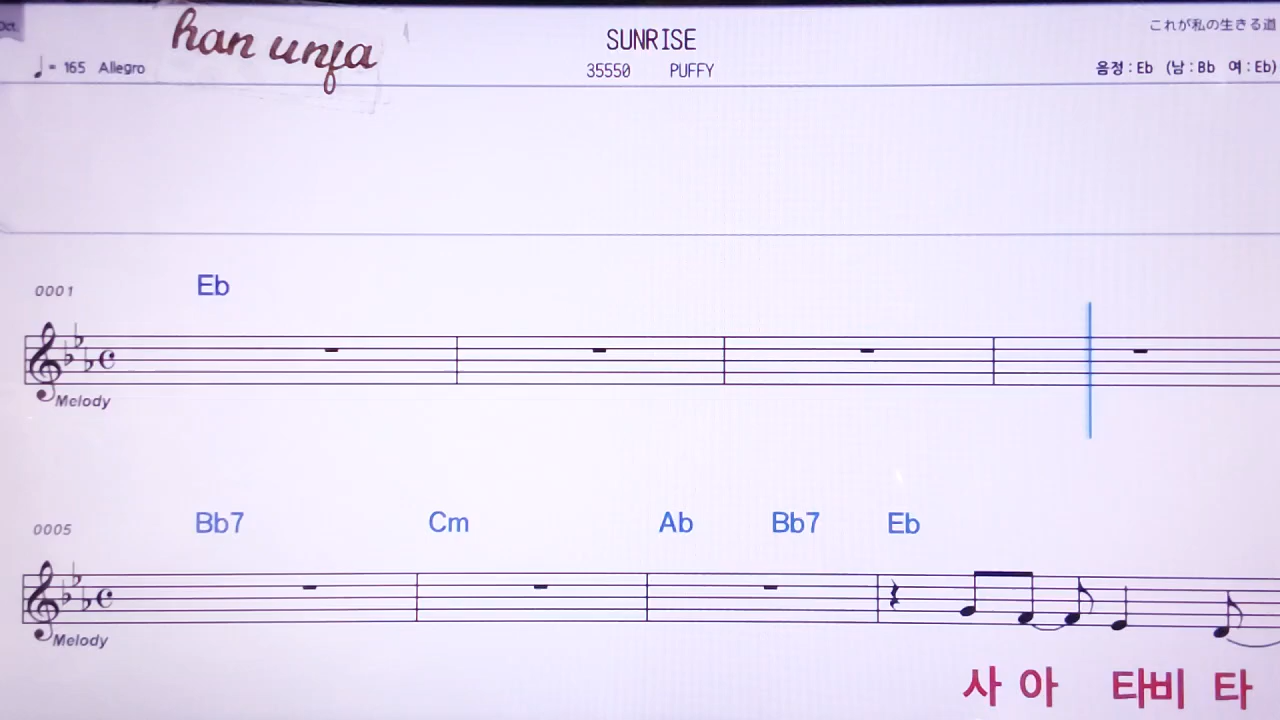 Oct.
han unfa
SUNRISE
これが私の生きる道
♩= 165 Allegro
35550 PUFFY
음정 : Eb (남 : Bb 여 : Eb)
0001
Eb
Melody
0005
Bb7 Cm Ab Bb7 Eb
Melody
사 아 타비 타